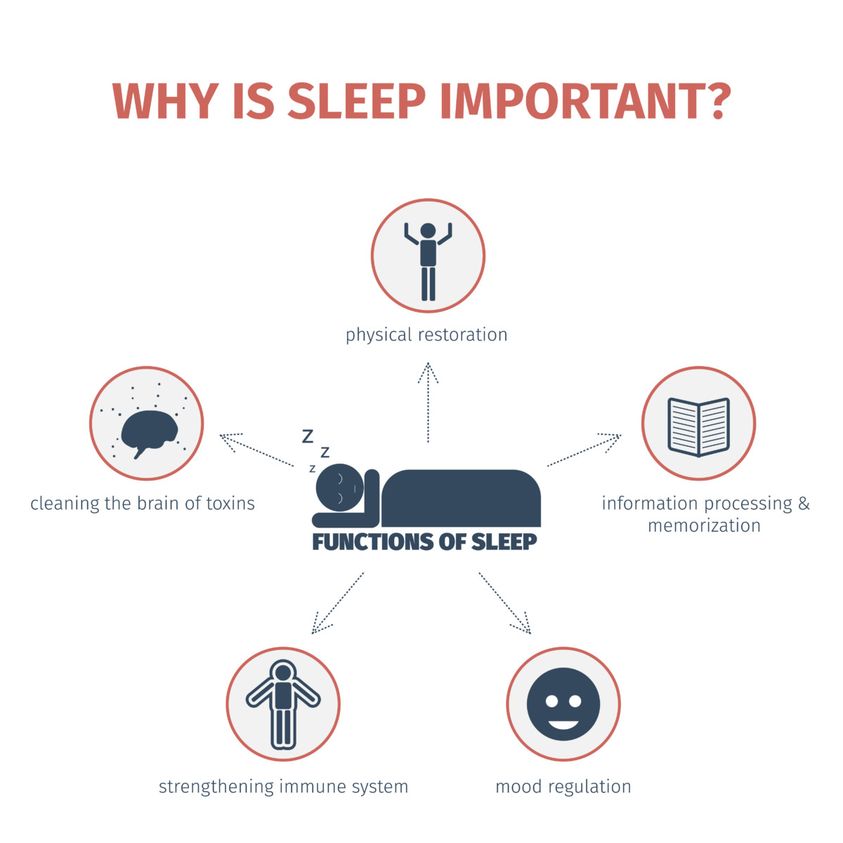 WHY IS SLEEP IMPORTANT?
physical restoration
cleaning the brain of toxins
information processing &
memorization
z
z
z
FUNCTIONS OF SLEEP
strengthening immune system
mood regulation